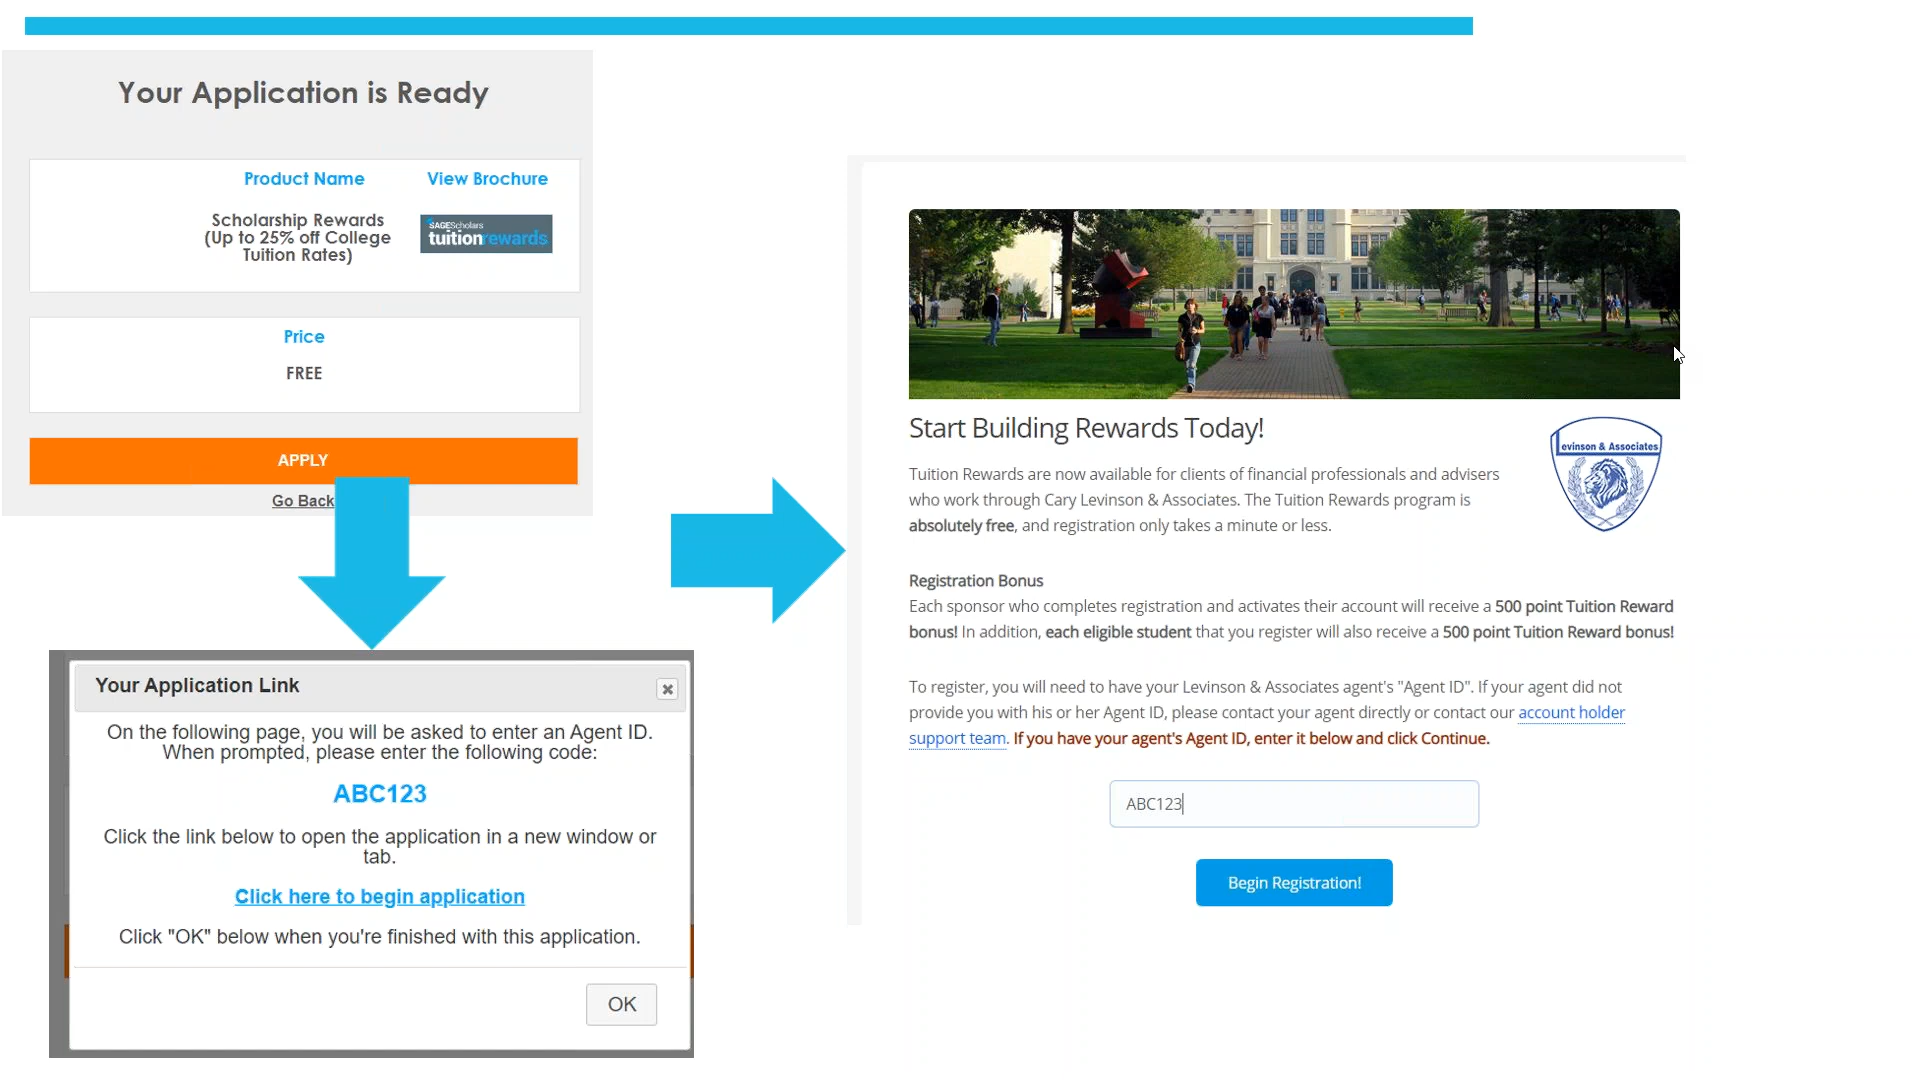 Your Application is Ready
Product Name
View Brochure
Scholarship Rewards
(Up to 25% off College
Tuition Rates)
SAGEScholars
tuitionrewards
Price
FREE
APPLY
Go Back
Your Application Link
On the following page, you will be asked to enter an Agent ID.
When prompted, please enter the following code:
ABC123
Click the link below to open the application in a new window or
tab.
Click here to begin application
Click "OK" below when you're finished with this application.
OK
Start Building Rewards Today!
Levinson & Associates
Tuition Rewards are now available for clients of financial professionals and advisers
who work through Cary Levinson & Associates. The Tuition Rewards program is
absolutely free, and registration only takes a minute or less.
Registration Bonus
Each sponsor who completes registration and activates their account will receive a 500 point Tuition Reward
bonus! In addition, each eligible student that you register will also receive a 500 point Tuition Reward bonus!
To register, you will need to have your Levinson & Associates agent's "Agent ID". If your agent did not
provide you with his or her Agent ID, please contact your agent directly or contact our account holder
support team. If you have your agent's Agent ID, enter it below and click Continue.
ABC123
Begin Registration!